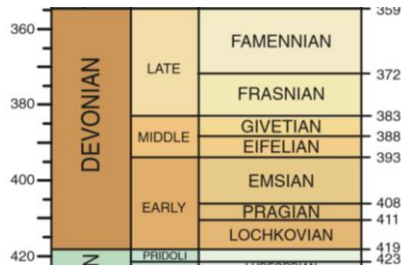 359
360
FAMENNIAN
LATE
372
FRASNIAN
380
383
GIVETIAN
MIDDLE
388
EIFELIAN
393
DEVONIAN
400
EMSIAN
EARLY
408
PRAGIAN
411
LOCHKOVIAN
419
420
PRIDOLI
423
N